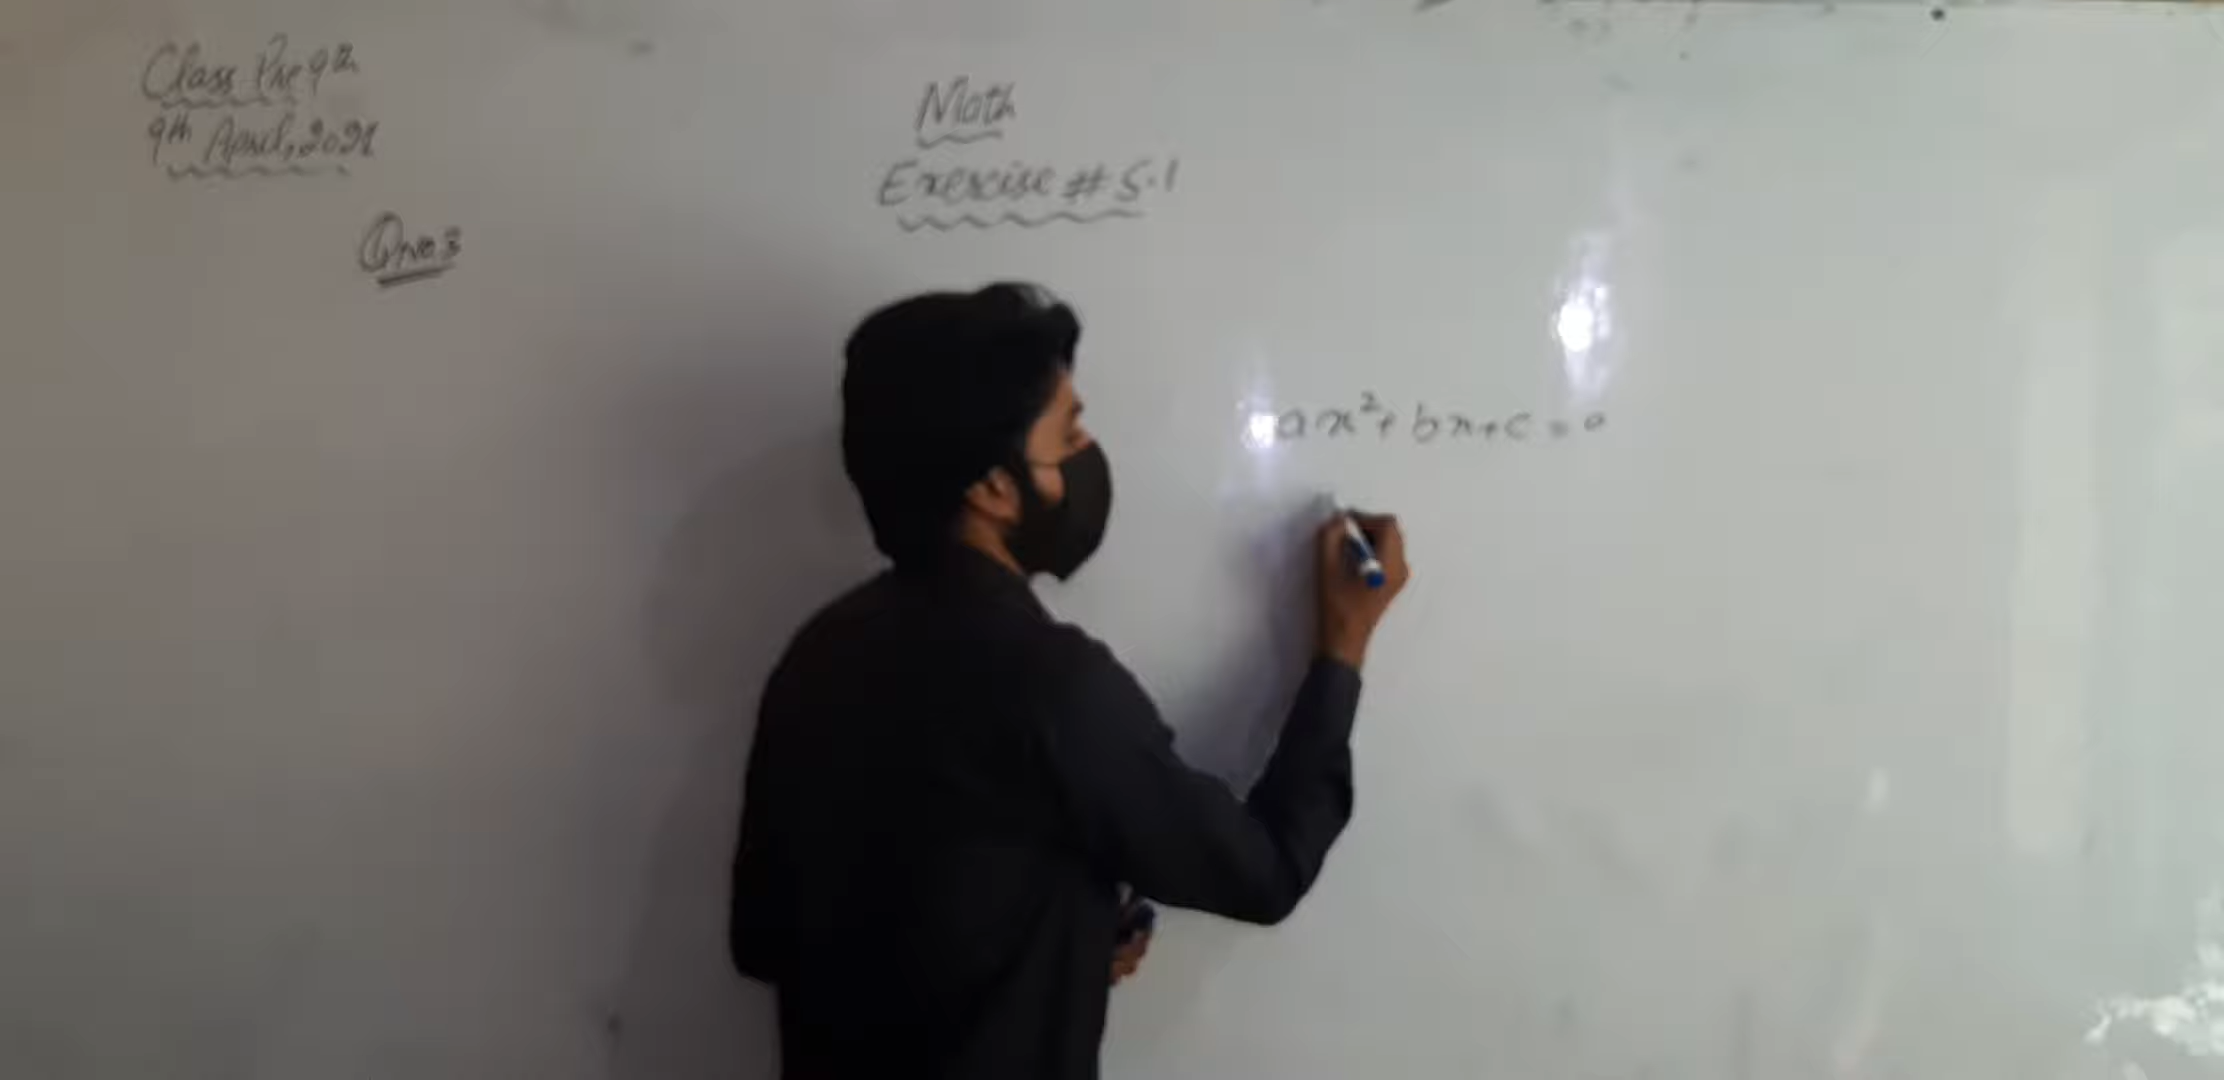 Class Pre 9th
9th April, 2021
Math
Exercise # 5.1
Q No 3
ax² + bx + c = 0